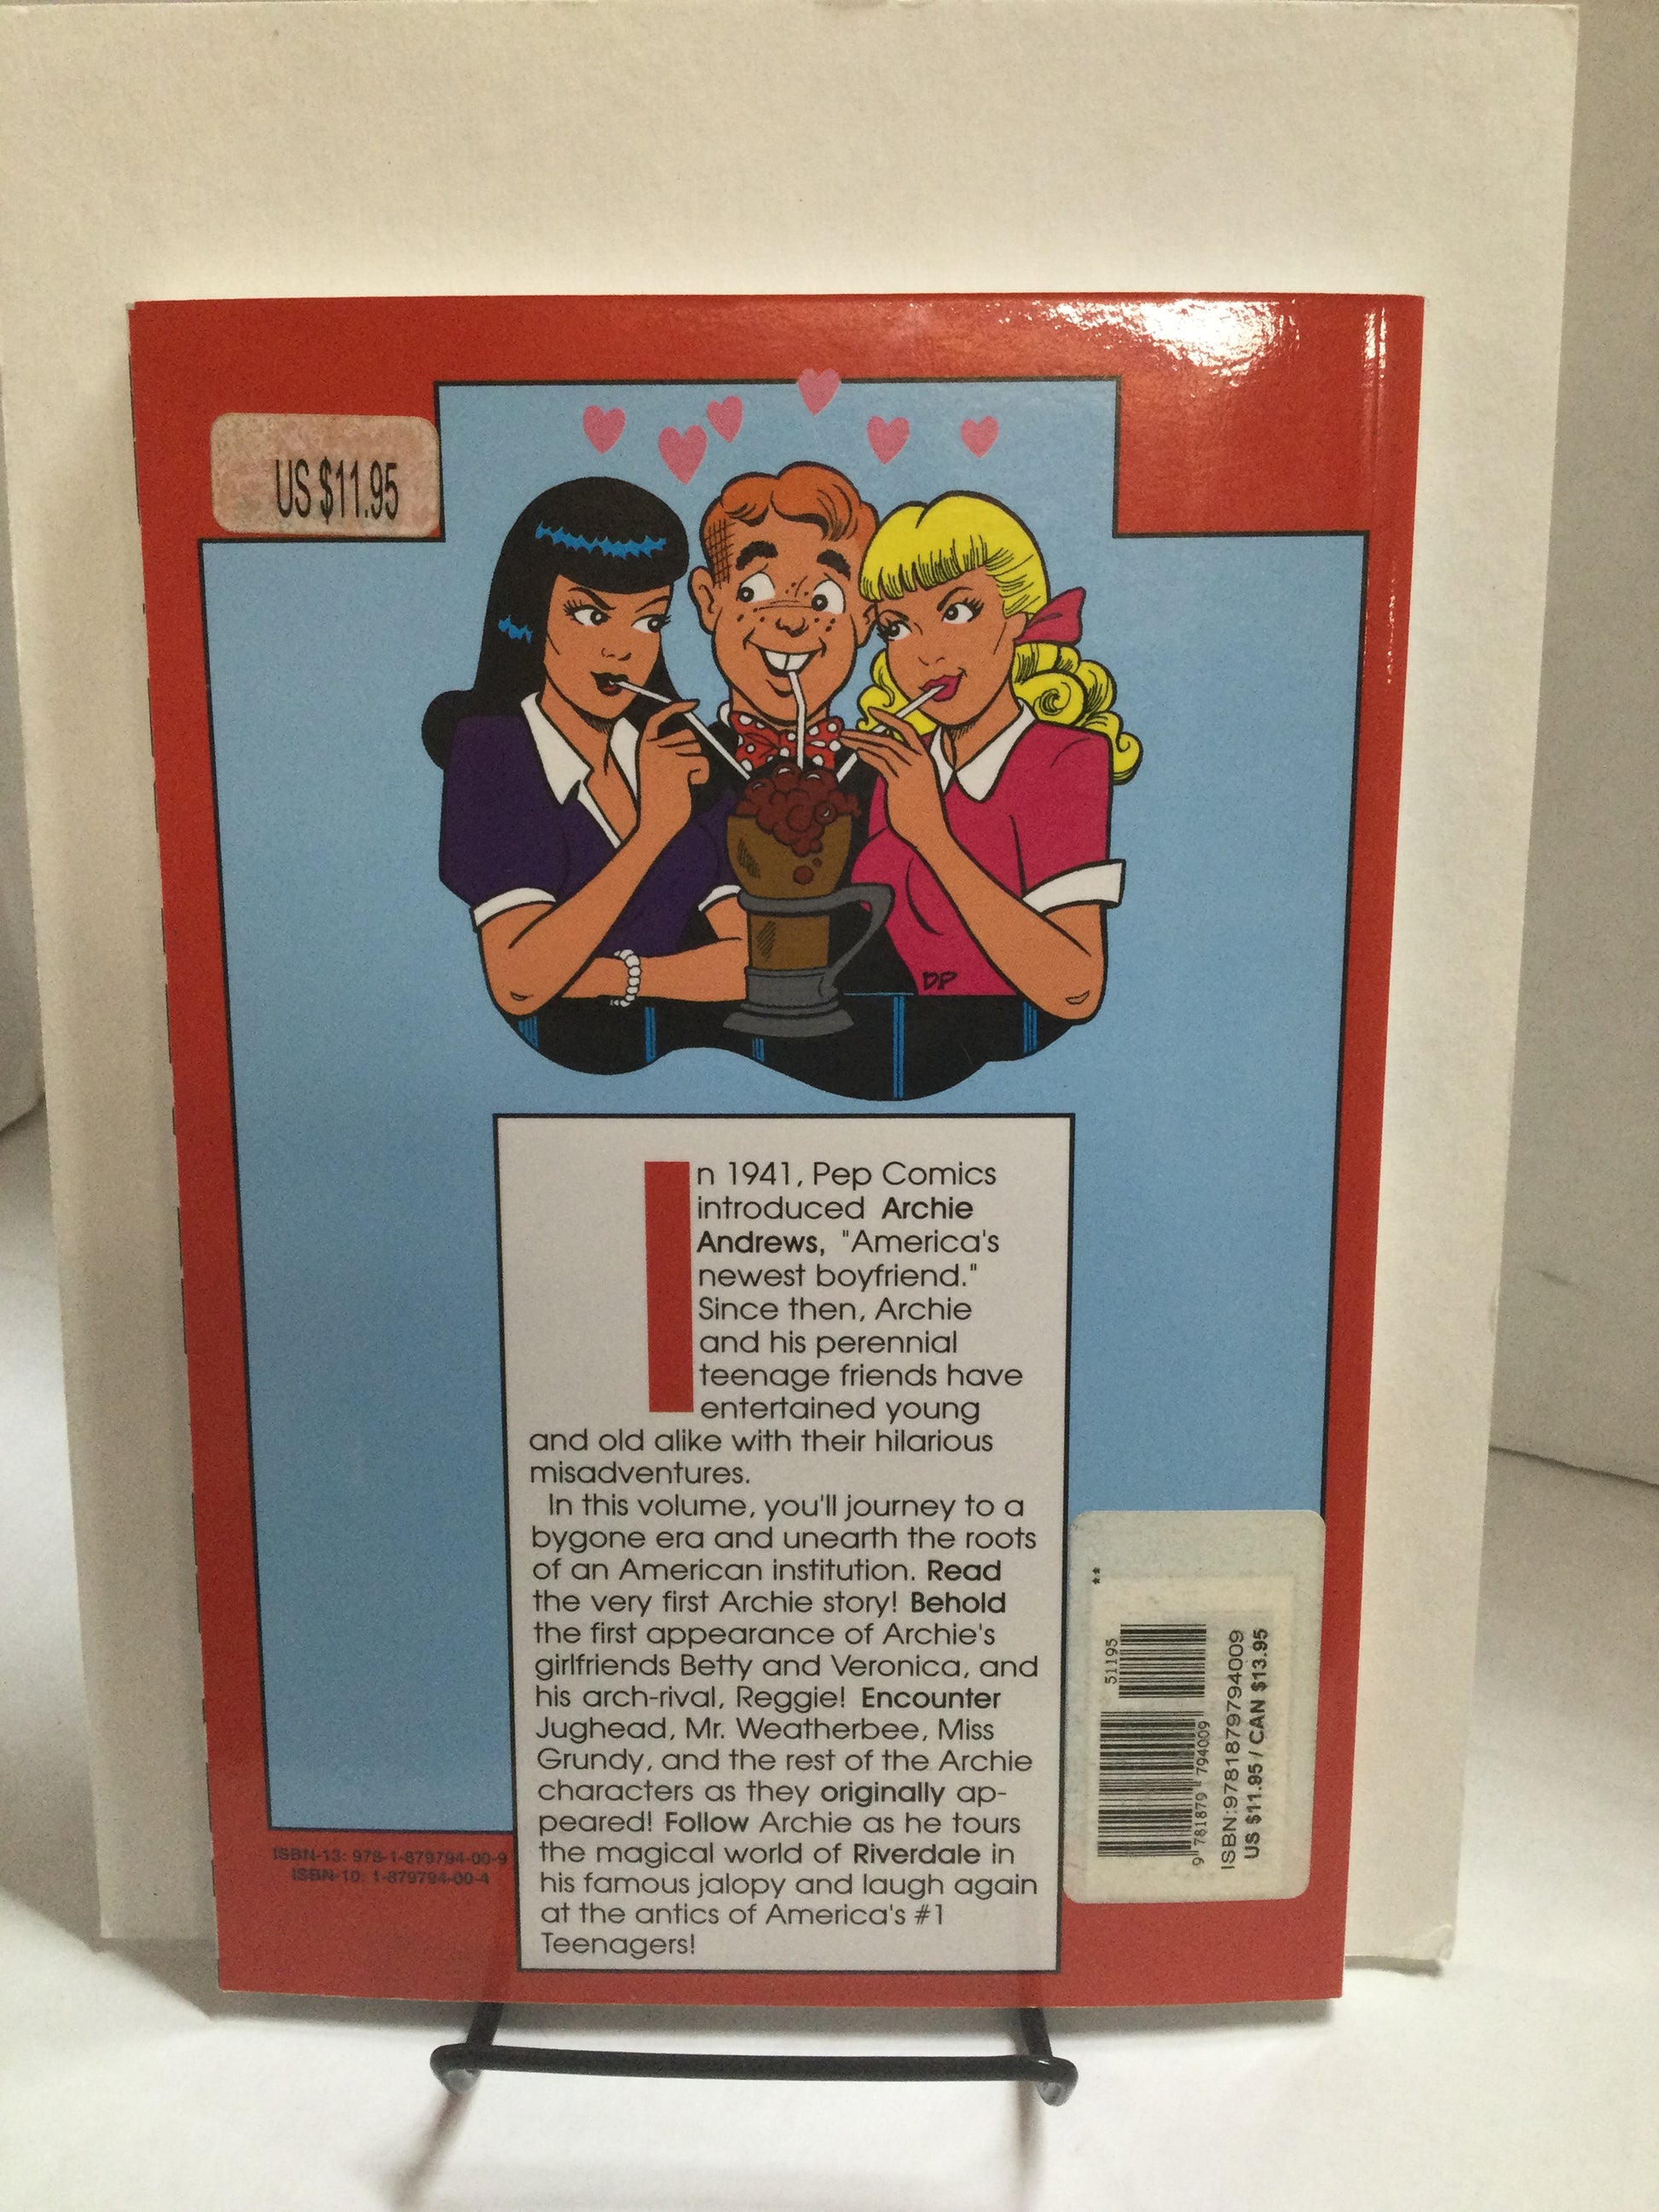 US $11.95
DP
In 1941, Pep Comics
introduced Archie
Andrews, "America's
newest boyfriend."
Since then, Archie
and his perennial
teenage friends have
entertained young
and old alike with their hilarious
misadventures.
In this volume, you'll journey to a
bygone era and unearth the roots
of an American institution. Read
the very first Archie story! Behold
the first appearance of Archie's
girlfriends Betty and Veronica, and
his arch-rival, Reggie! Encounter
Jughead, Mr. Weatherbee, Miss
Grundy, and the rest of the Archie
characters as they originally ap-
peared! Follow Archie as he tours
the magical world of Riverdale in
his famous jalopy and laugh again
at the antics of America's #1
Teenagers!
ISBN-13: 978-1-879794-00-9
ISBN-10: 1-879794-00-4
**
51195
9 781879 794009
ISBN:9781879794009
US $11.95 / CAN $13.95